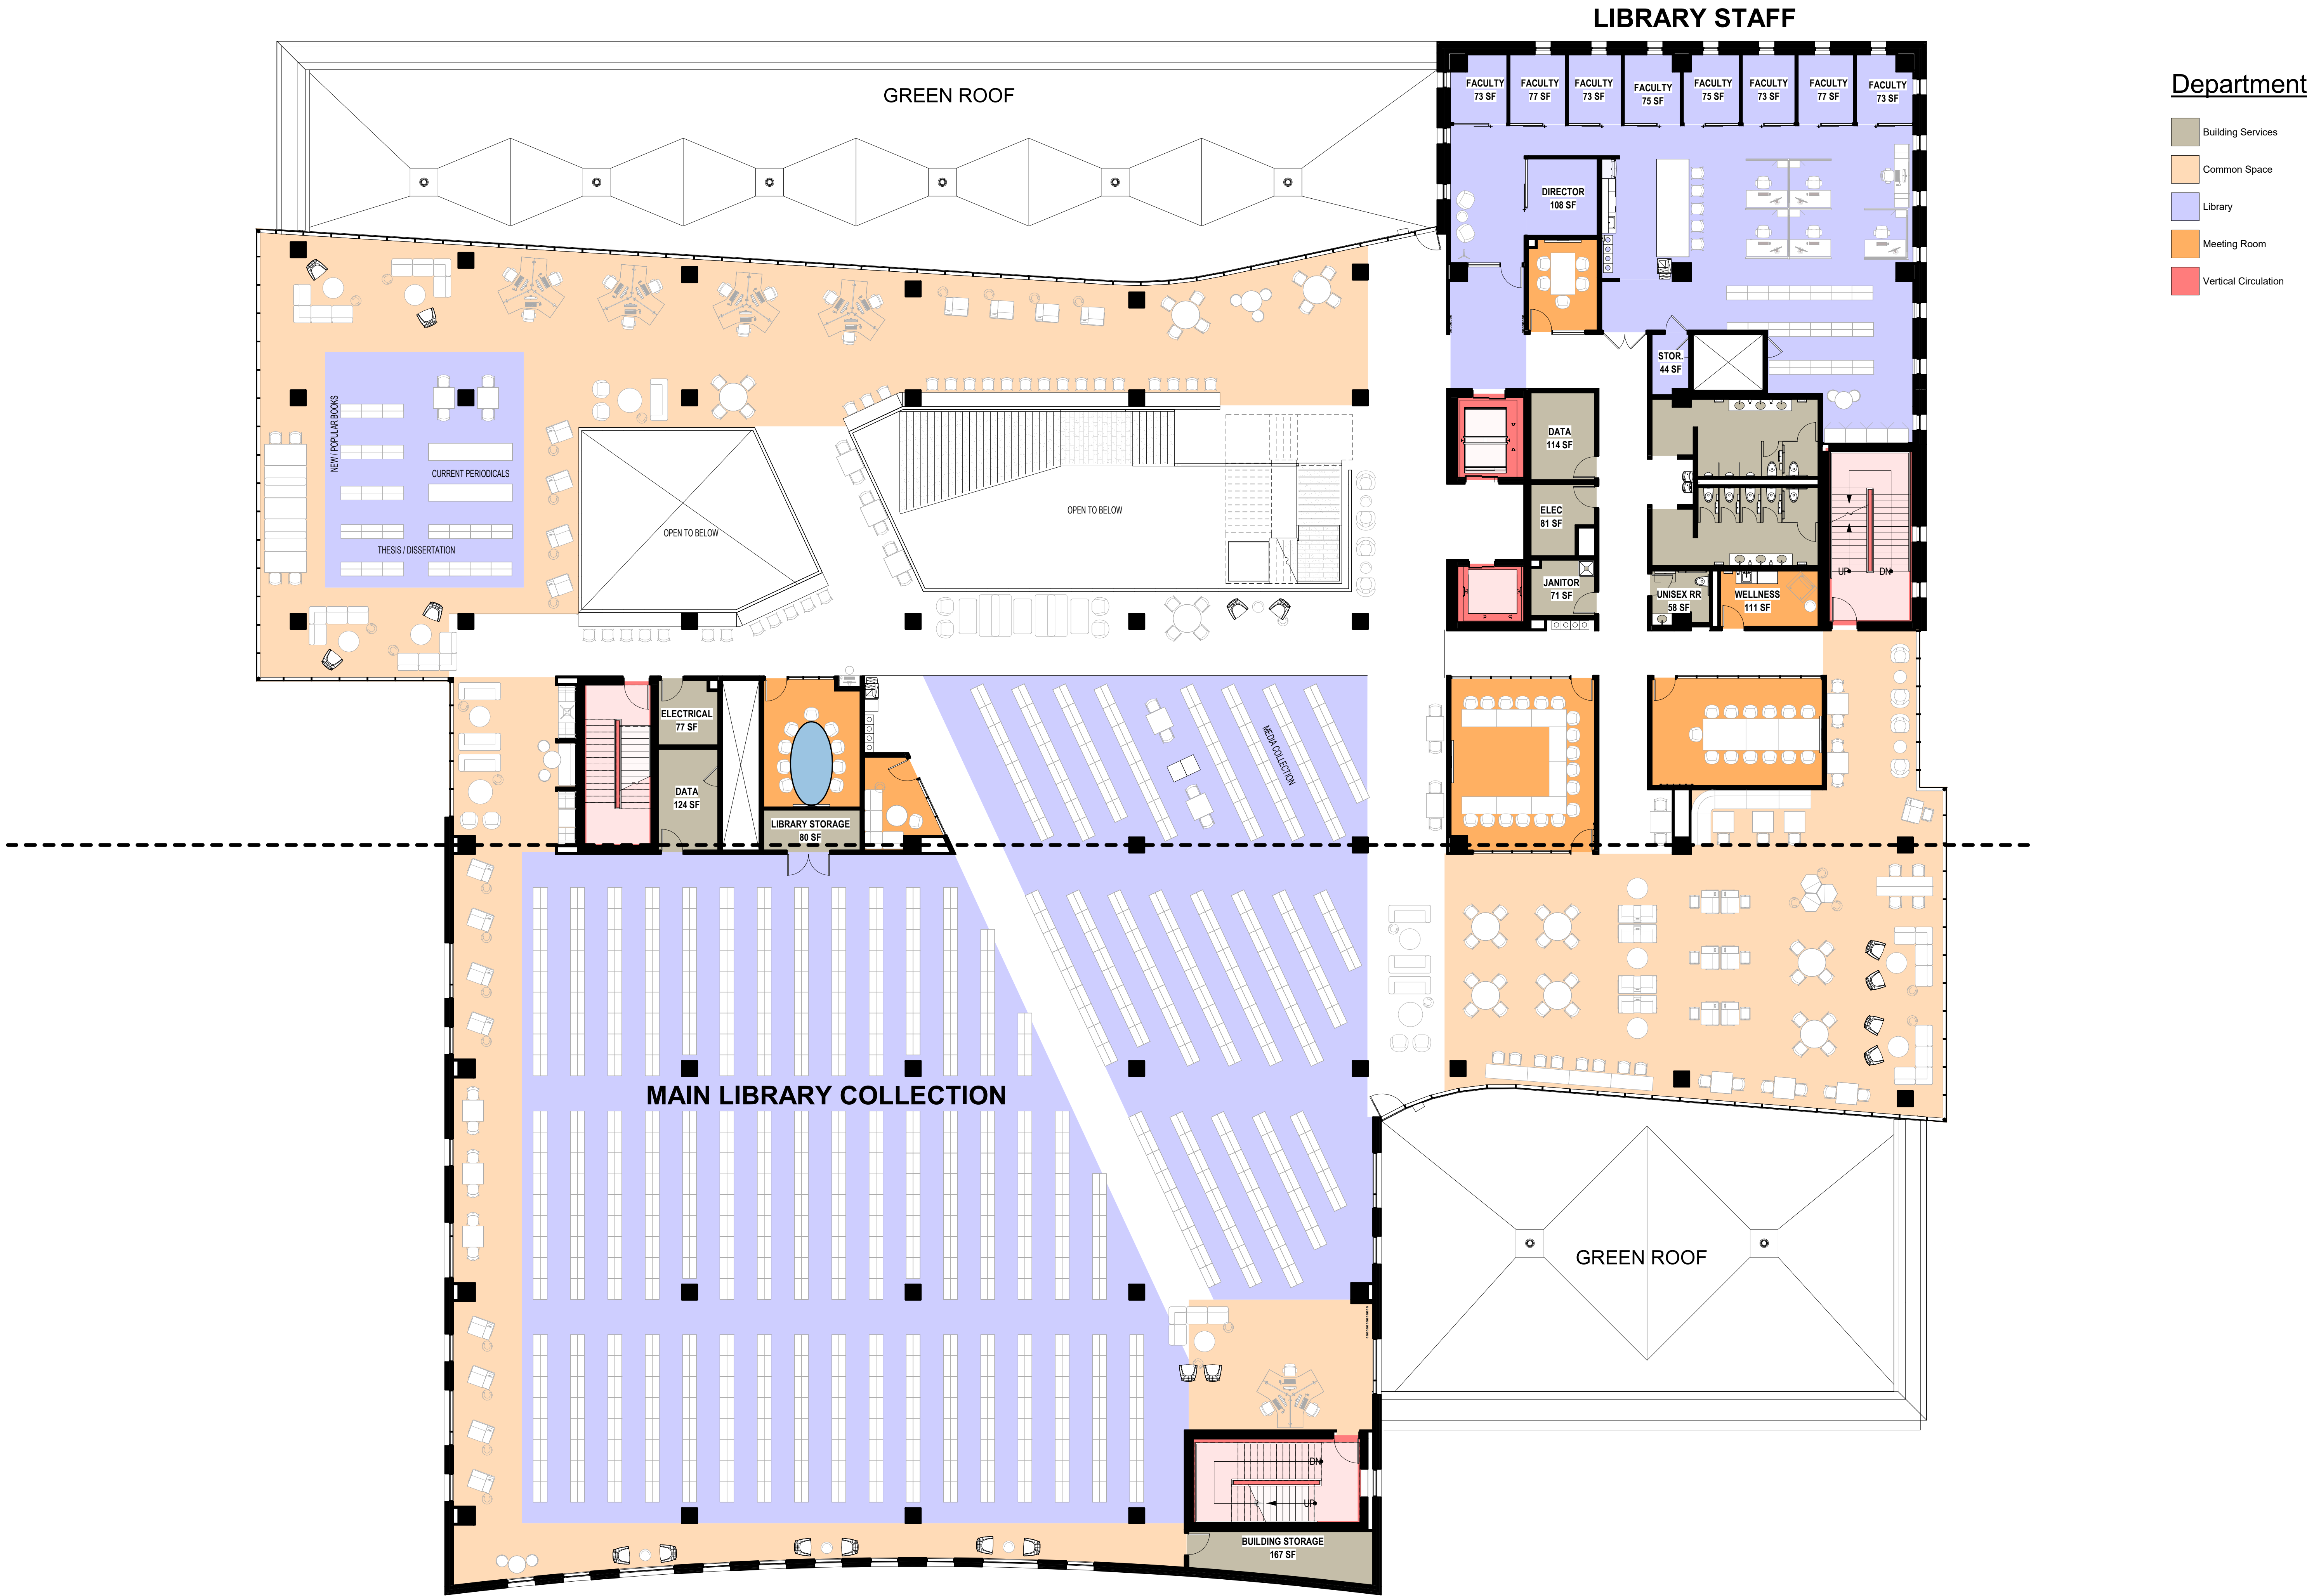 LIBRARY STAFF
Department
Building Services
Common Space
Library
Meeting Room
Vertical Circulation
GREEN ROOF
FACULTY
73 SF
FACULTY
77 SF
FACULTY
73 SF
FACULTY
75 SF
FACULTY
75 SF
FACULTY
73 SF
FACULTY
77 SF
FACULTY
73 SF
DIRECTOR
108 SF
STOR.
44 SF
NEW / POPULAR BOOKS
CURRENT PERIODICALS
THESIS / DISSERTATION
OPEN TO BELOW
OPEN TO BELOW
DATA
114 SF
ELEC
81 SF
JANITOR
71 SF
UNISEX RR
58 SF
WELLNESS
111 SF
UP
DN
ELECTRICAL
77 SF
DATA
124 SF
LIBRARY STORAGE
80 SF
MEDIA COLLECTION
MAIN LIBRARY COLLECTION
GREEN ROOF
DN
UP
BUILDING STORAGE
167 SF